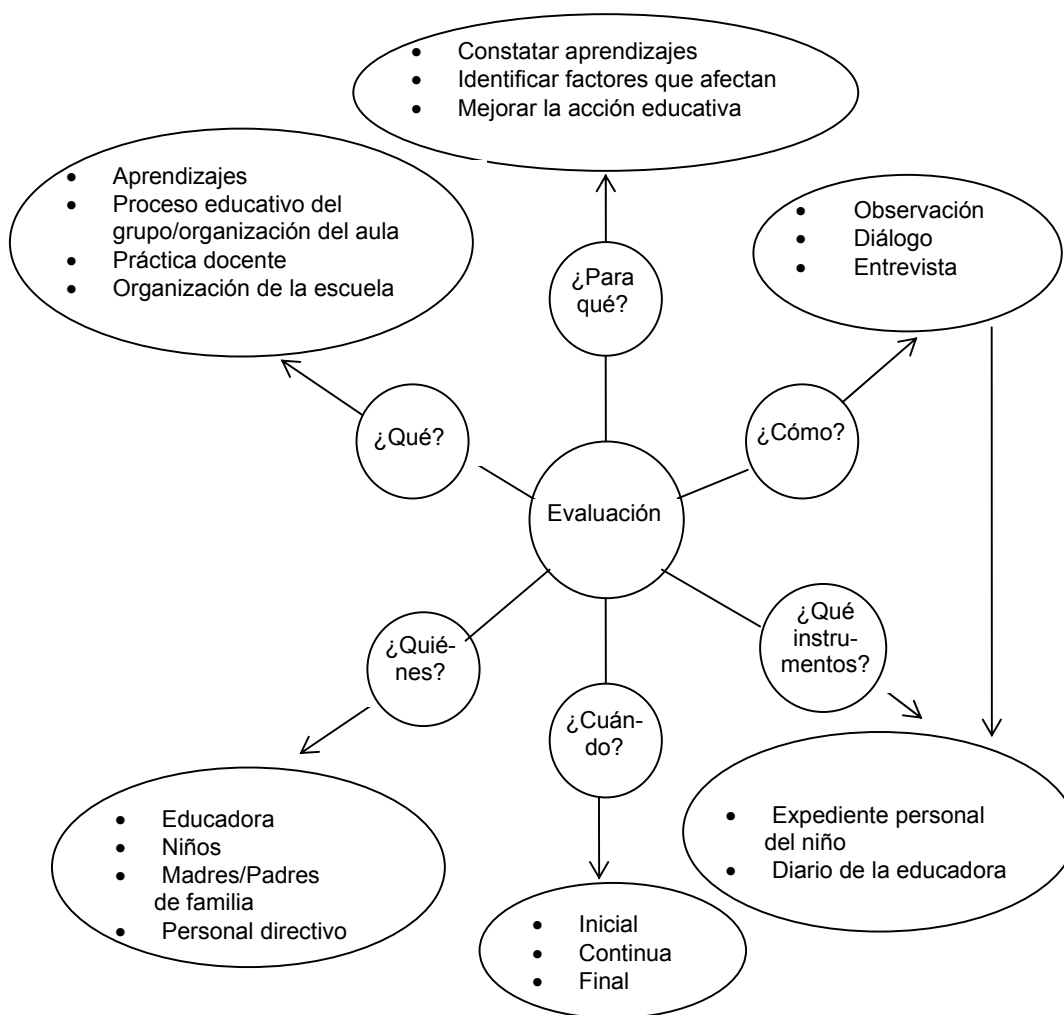 • Constatar aprendizajes
• Identificar factores que afectan
• Mejorar la acción educativa
• Aprendizajes
• Proceso educativo del
grupo/organización del aula
• Práctica docente
• Organización de la escuela
• Observación
• Diálogo
• Entrevista
¿Para
qué?
¿Qué?
¿Cómo?
Evaluación
¿Quié-
nes?
¿Cuán-
do?
¿Qué
instru-
mentos?
• Educadora
• Niños
• Madres/Padres
de familia
• Personal directivo
• Inicial
• Continua
• Final
• Expediente personal
del niño
• Diario de la educadora